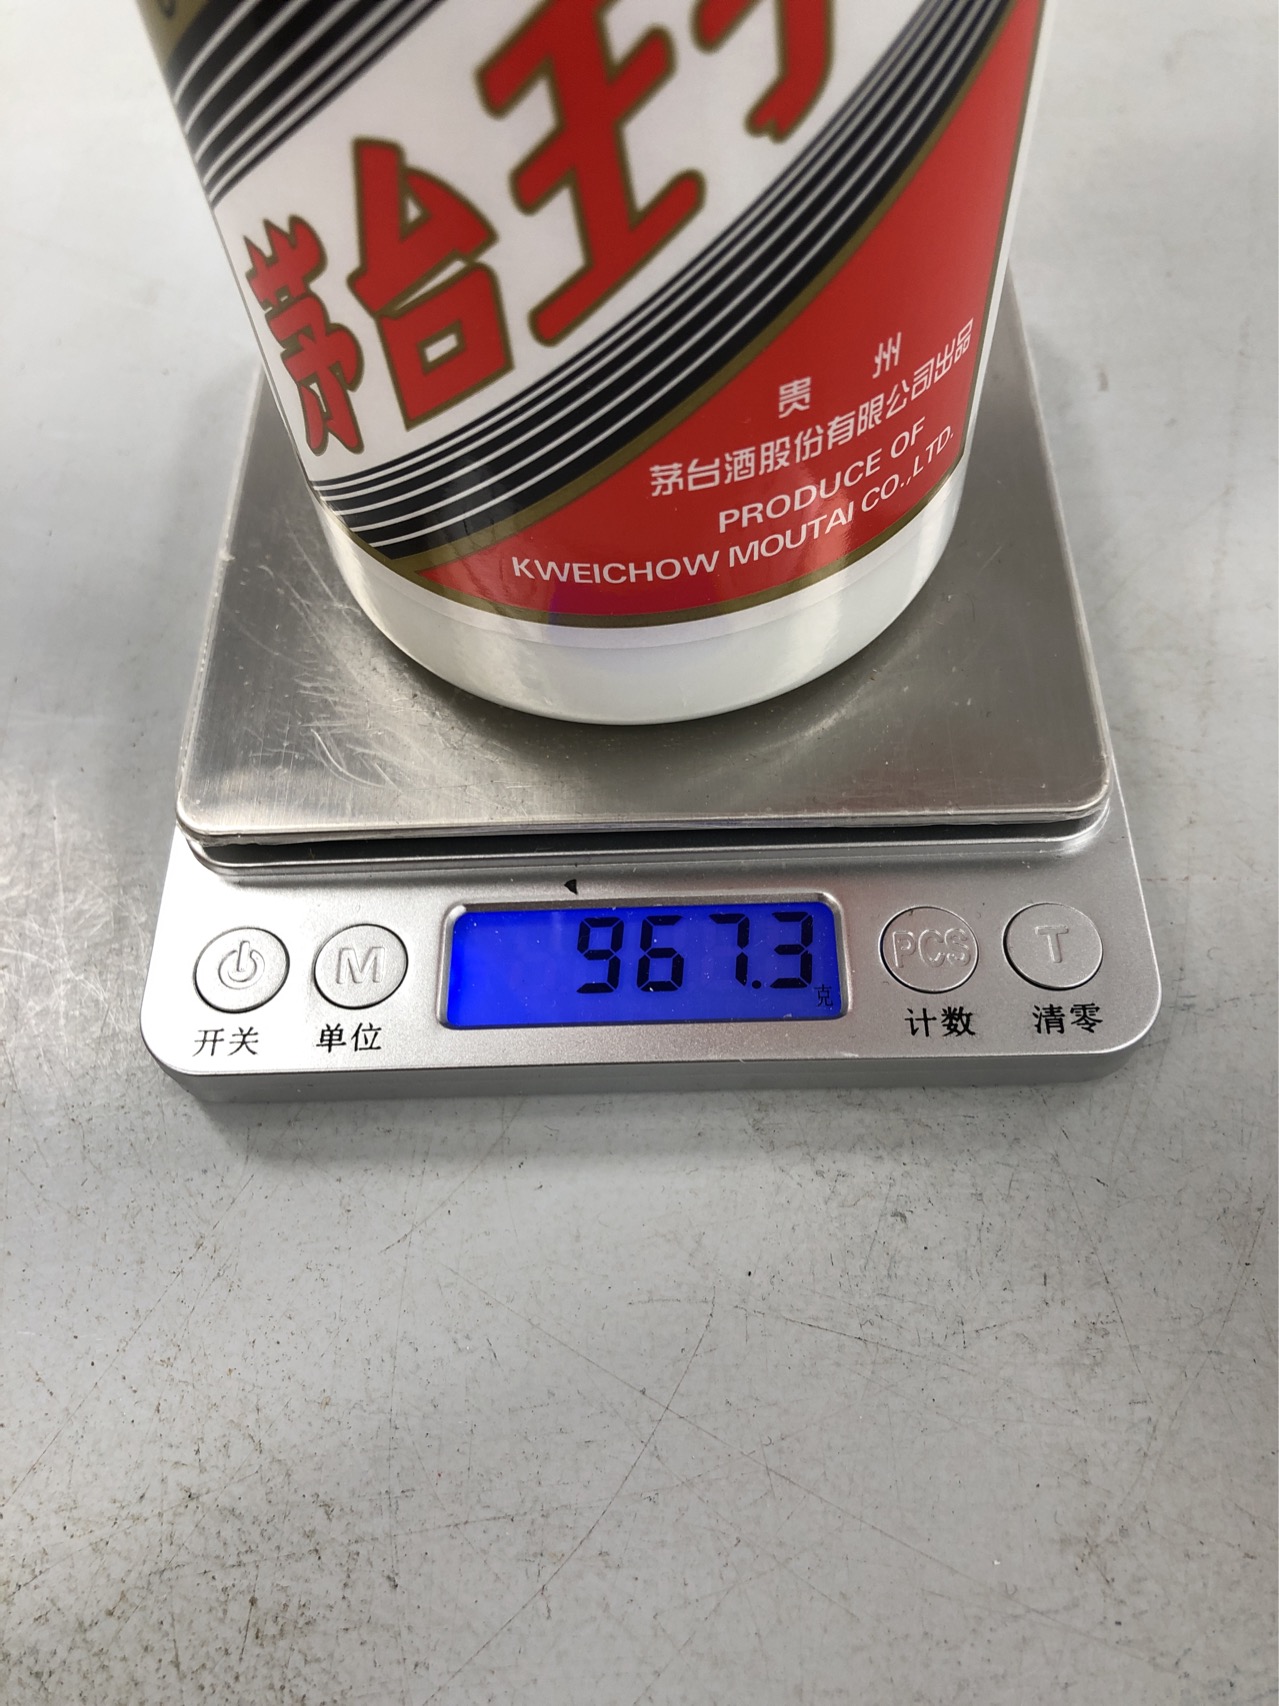 茅台王
贵州
茅台酒股份有限公司出品
PRODUCE OF
KWEICHOW MOUTAI CO.,LTD.
967.3
克
M
PCS
T
开关
单位
计数
清零